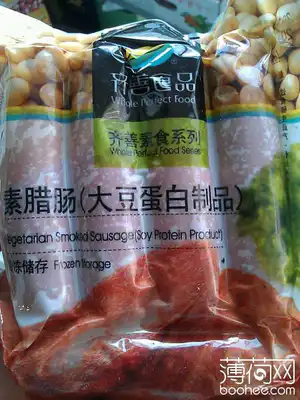 齐善食品
Whole Perfect Food
齐善素食系列
Whole Perfect Food Series
素腊肠(大豆蛋白制品)
Vegetarian Smoked Sausage(Soy Protein Product)
冻储存 Frozen Storage
薄荷网
boohee.com